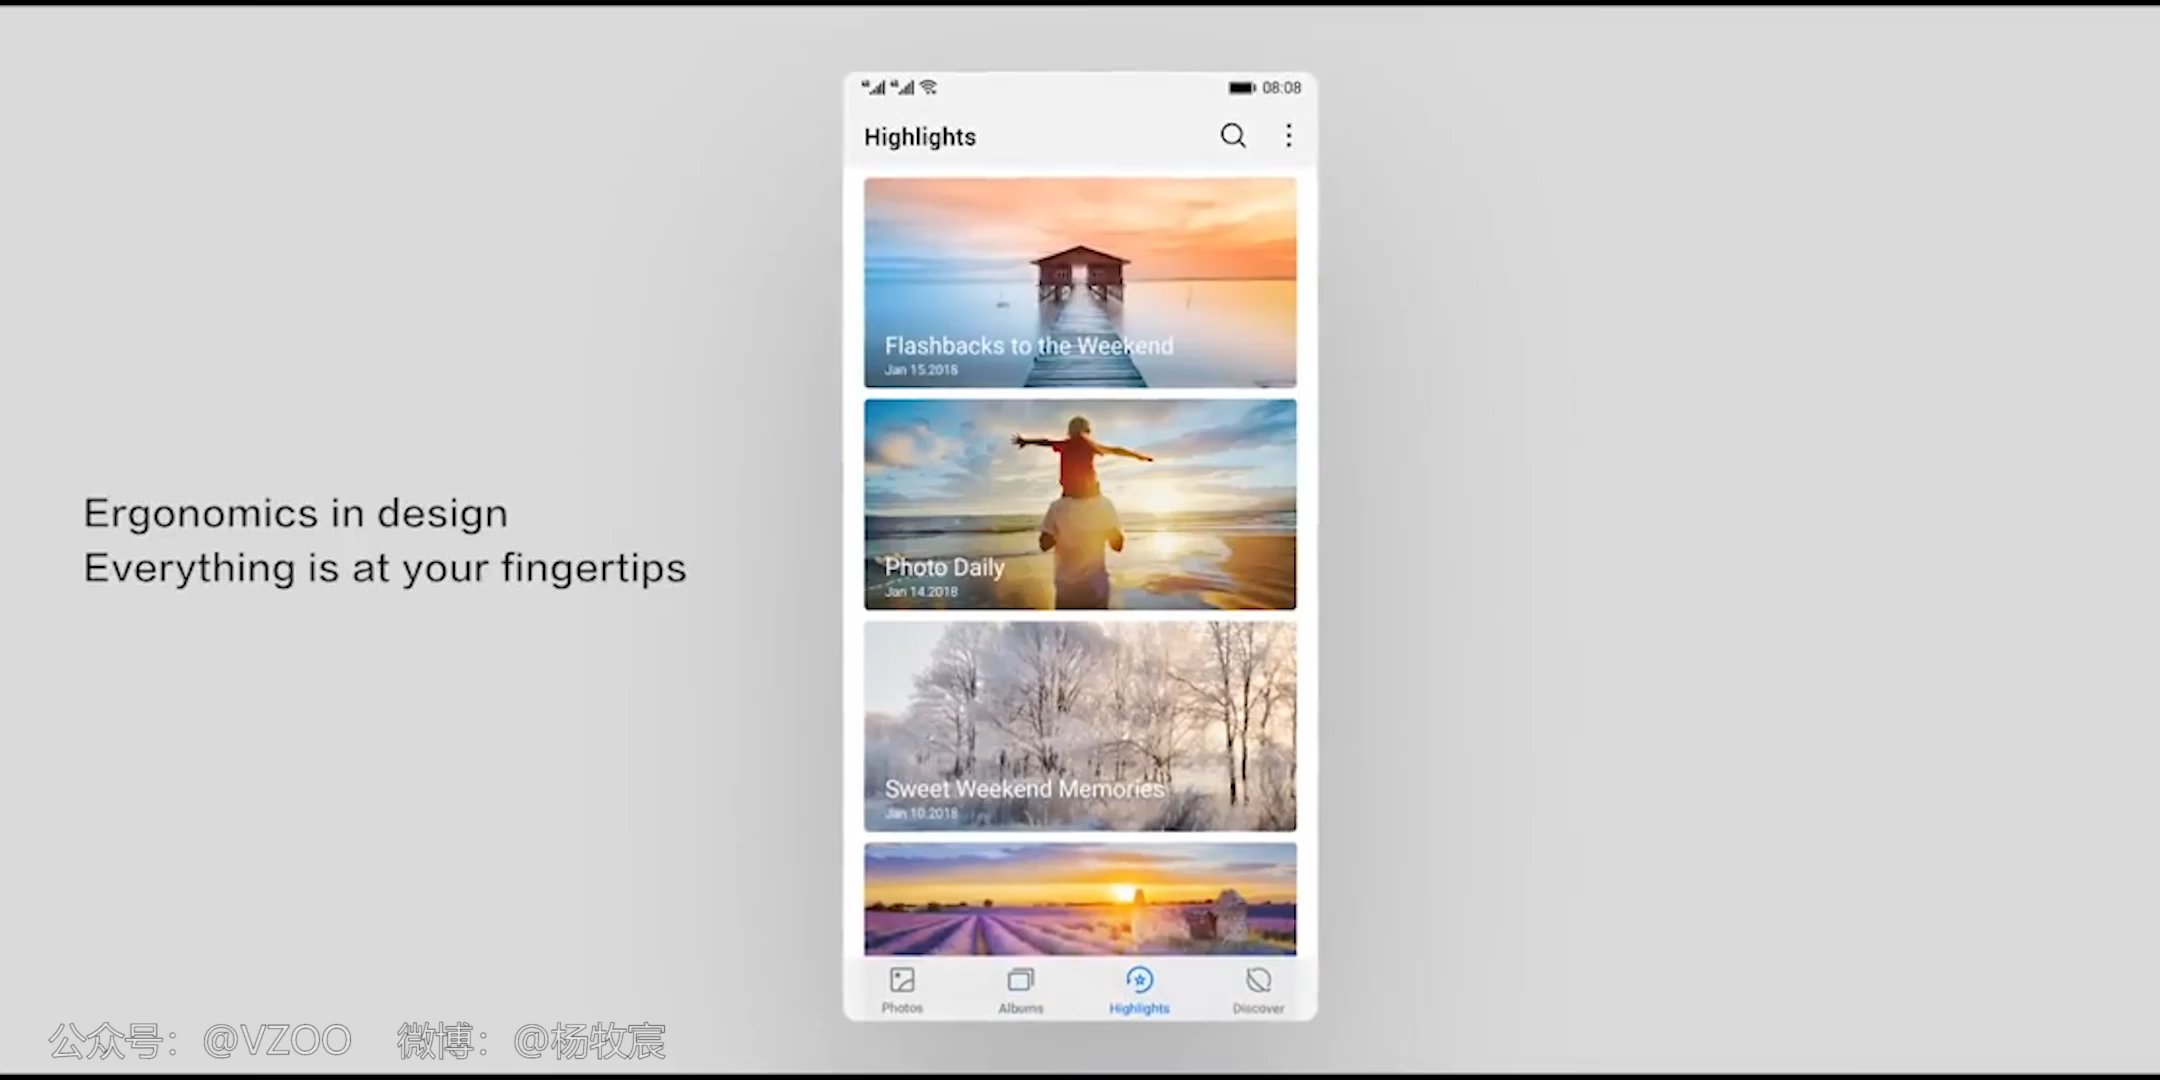 08:08
Highlights
Flashbacks to the Weekend
Jan 15.2018
Ergonomics in design
Everything is at your fingertips
Photo Daily
Jan 14.2018
Sweet Weekend Memories
Jan 10.2018
Photos
Albums
Highlights
Discover
公众号：@VZOO 微博：@杨牧宸